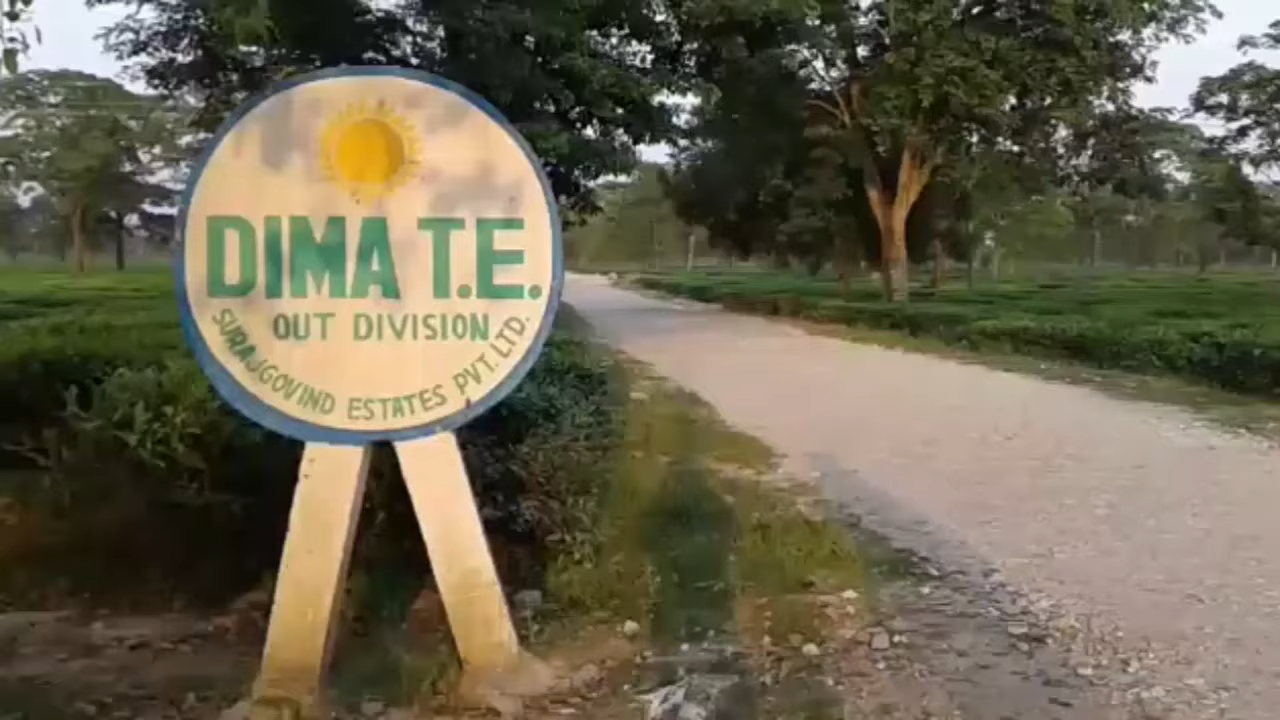 DIMA T.E.
OUT DIVISION
SURAJGOVIND ESTATES PVT. LTD.